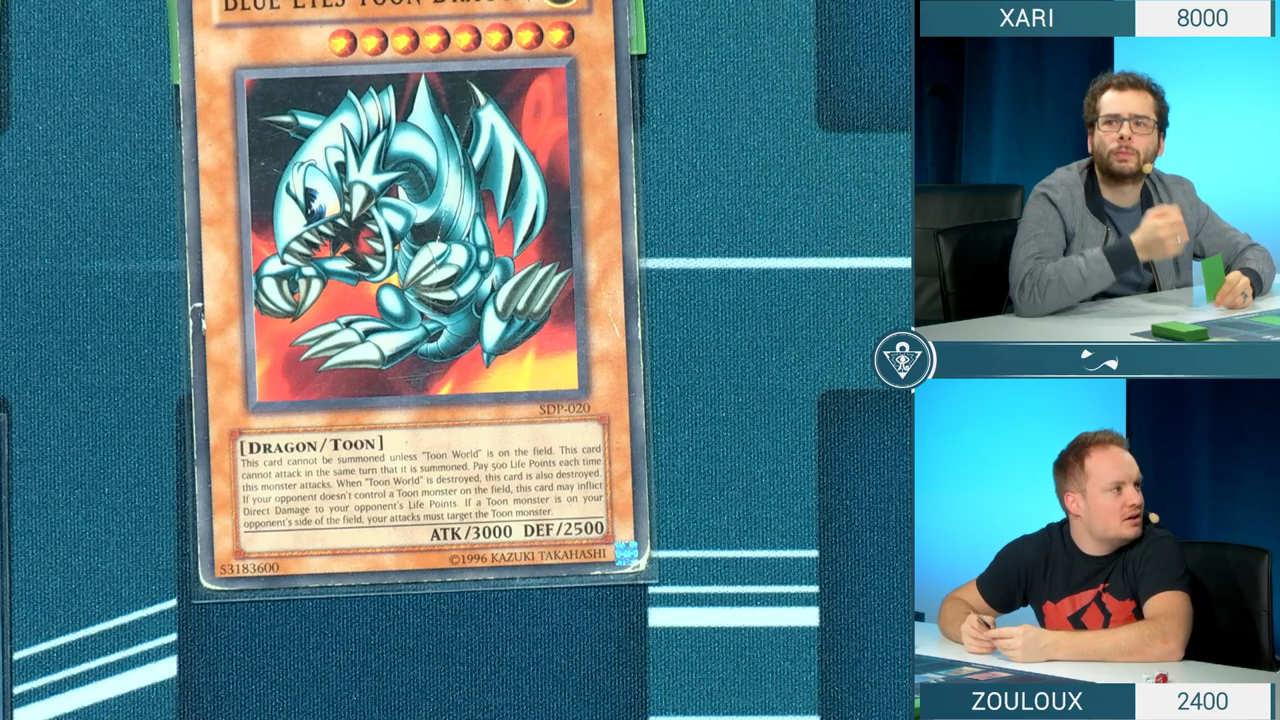 BLUE-EYES TOON DRAGON
SDP-020
[DRAGON/TOON]
This card cannot be summoned unless "Toon World" is on the field. This card
cannot attack in the same turn that it is summoned. Pay 500 Life Points each time
this monster attacks. When "Toon World" is destroyed, this card is also destroyed.
If your opponent doesn't control a Toon monster on the field, this card may inflict
Direct Damage to your opponent's Life Points. If a Toon monster is on your
opponent's side of the field, your attacks must target the Toon monster.
ATK/3000 DEF/2500
53183600
©1996 KAZUKI TAKAHASHI
XARI
8000
ZOULOUX
2400